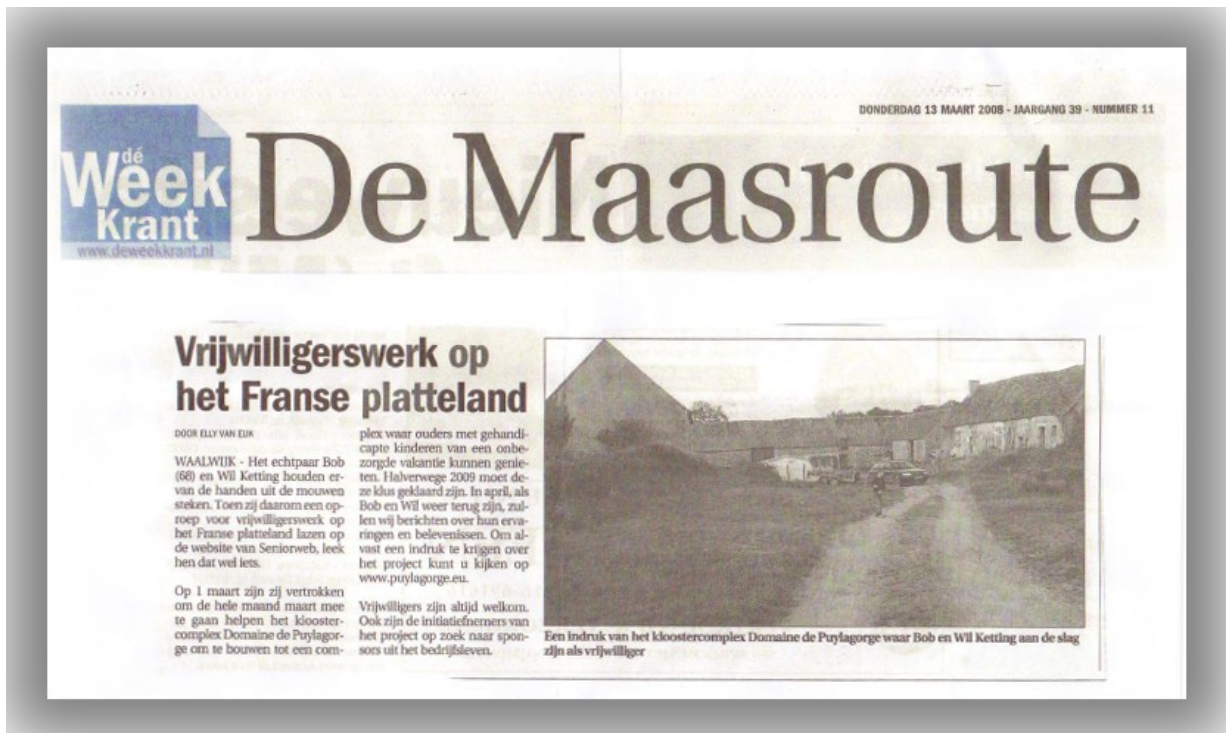 DONDERDAG 13 MAART 2008 - JAARGANG 39 - NUMMER 11
dé
Week
Krant
www.deweekkrant.nl
De Maasroute
Vrijwilligerswerk op
het Franse platteland
DOOR ELLY VAN EIJK
WAALWIJK - Het echtpaar Bob
(68) en Wil Ketting houden er-
van de handen uit de mouwen
steken. Toen zij daarom een op-
roep voor vrijwilligerswerk op
het Franse platteland lazen op
de website van Seniorweb, leek
hen dat wel iets.
Op 1 maart zijn zij vertrokken
om de hele maand maart mee
te gaan helpen het klooster-
complex Domaine de Puylagor-
ge om te bouwen tot een com-
plex waar ouders met gehandi-
capte kinderen van een onbe-
zorgde vakantie kunnen genie-
ten. Halverwege 2009 moet de-
ze klus geklaard zijn. In april, als
Bob en Wil weer terug zijn, zul-
len wij berichten over hun erva-
ringen en belevenissen. Om al-
vast een indruk te krijgen over
het project kunt u kijken op
www.puylagorge.eu.
Vrijwilligers zijn altijd welkom.
Ook zijn de initiatiefnemers van
het project op zoek naar spon-
sors uit het bedrijfsleven.
Een indruk van het kloostercomplex Domaine de Puylagorge waar Bob en Wil Ketting aan de slag
zijn als vrijwilliger